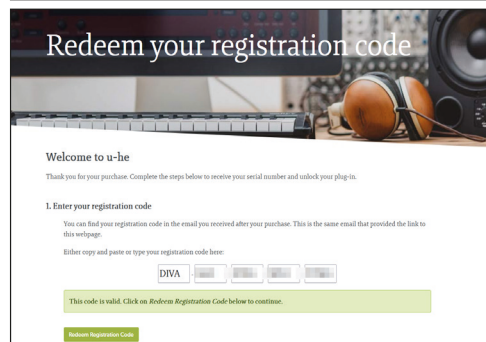 Redeem your registration code
Welcome to u-he
Thank you for your purchase. Complete the steps below to receive your serial number and unlock your plug-in.
1. Enter your registration code
You can find your registration code in the email you received after your purchase. This is the same email that provided the link to
this webpage.
Either copy and paste or type your registration code here:
DIVA -
This code is valid. Click on Redeem Registration Code below to continue.
Redeem Registration Code